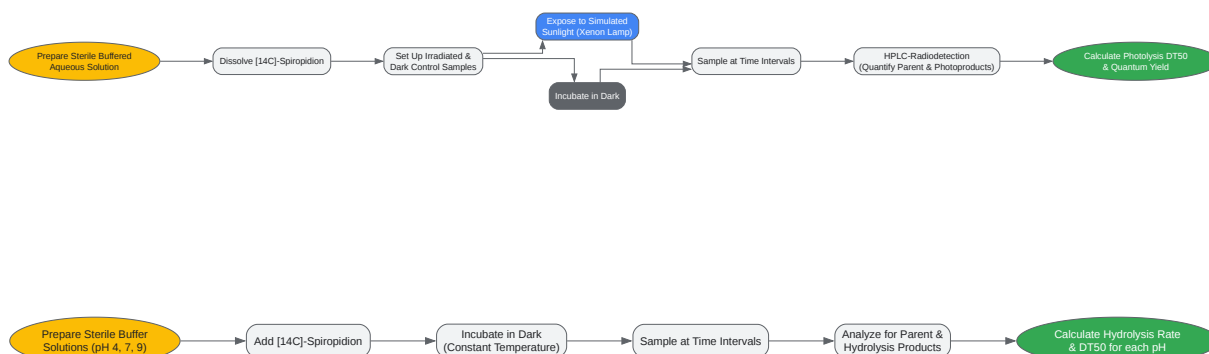 Prepare Sterile Buffered
Aqueous Solution
Dissolve [14C]-Spiropidion
Set Up Irradiated &
Dark Control Samples
Expose to Simulated
Sunlight (Xenon Lamp)
Incubate in Dark
Sample at Time Intervals
HPLC-Radiodetection
(Quantify Parent & Photoproducts)
Calculate Photolysis DT50
& Quantum Yield
Prepare Sterile Buffer
Solutions (pH 4, 7, 9)
Add [14C]-Spiropidion
Incubate in Dark
(Constant Temperature)
Sample at Time Intervals
Analyze for Parent &
Hydrolysis Products
Calculate Hydrolysis Rate
& DT50 for each pH